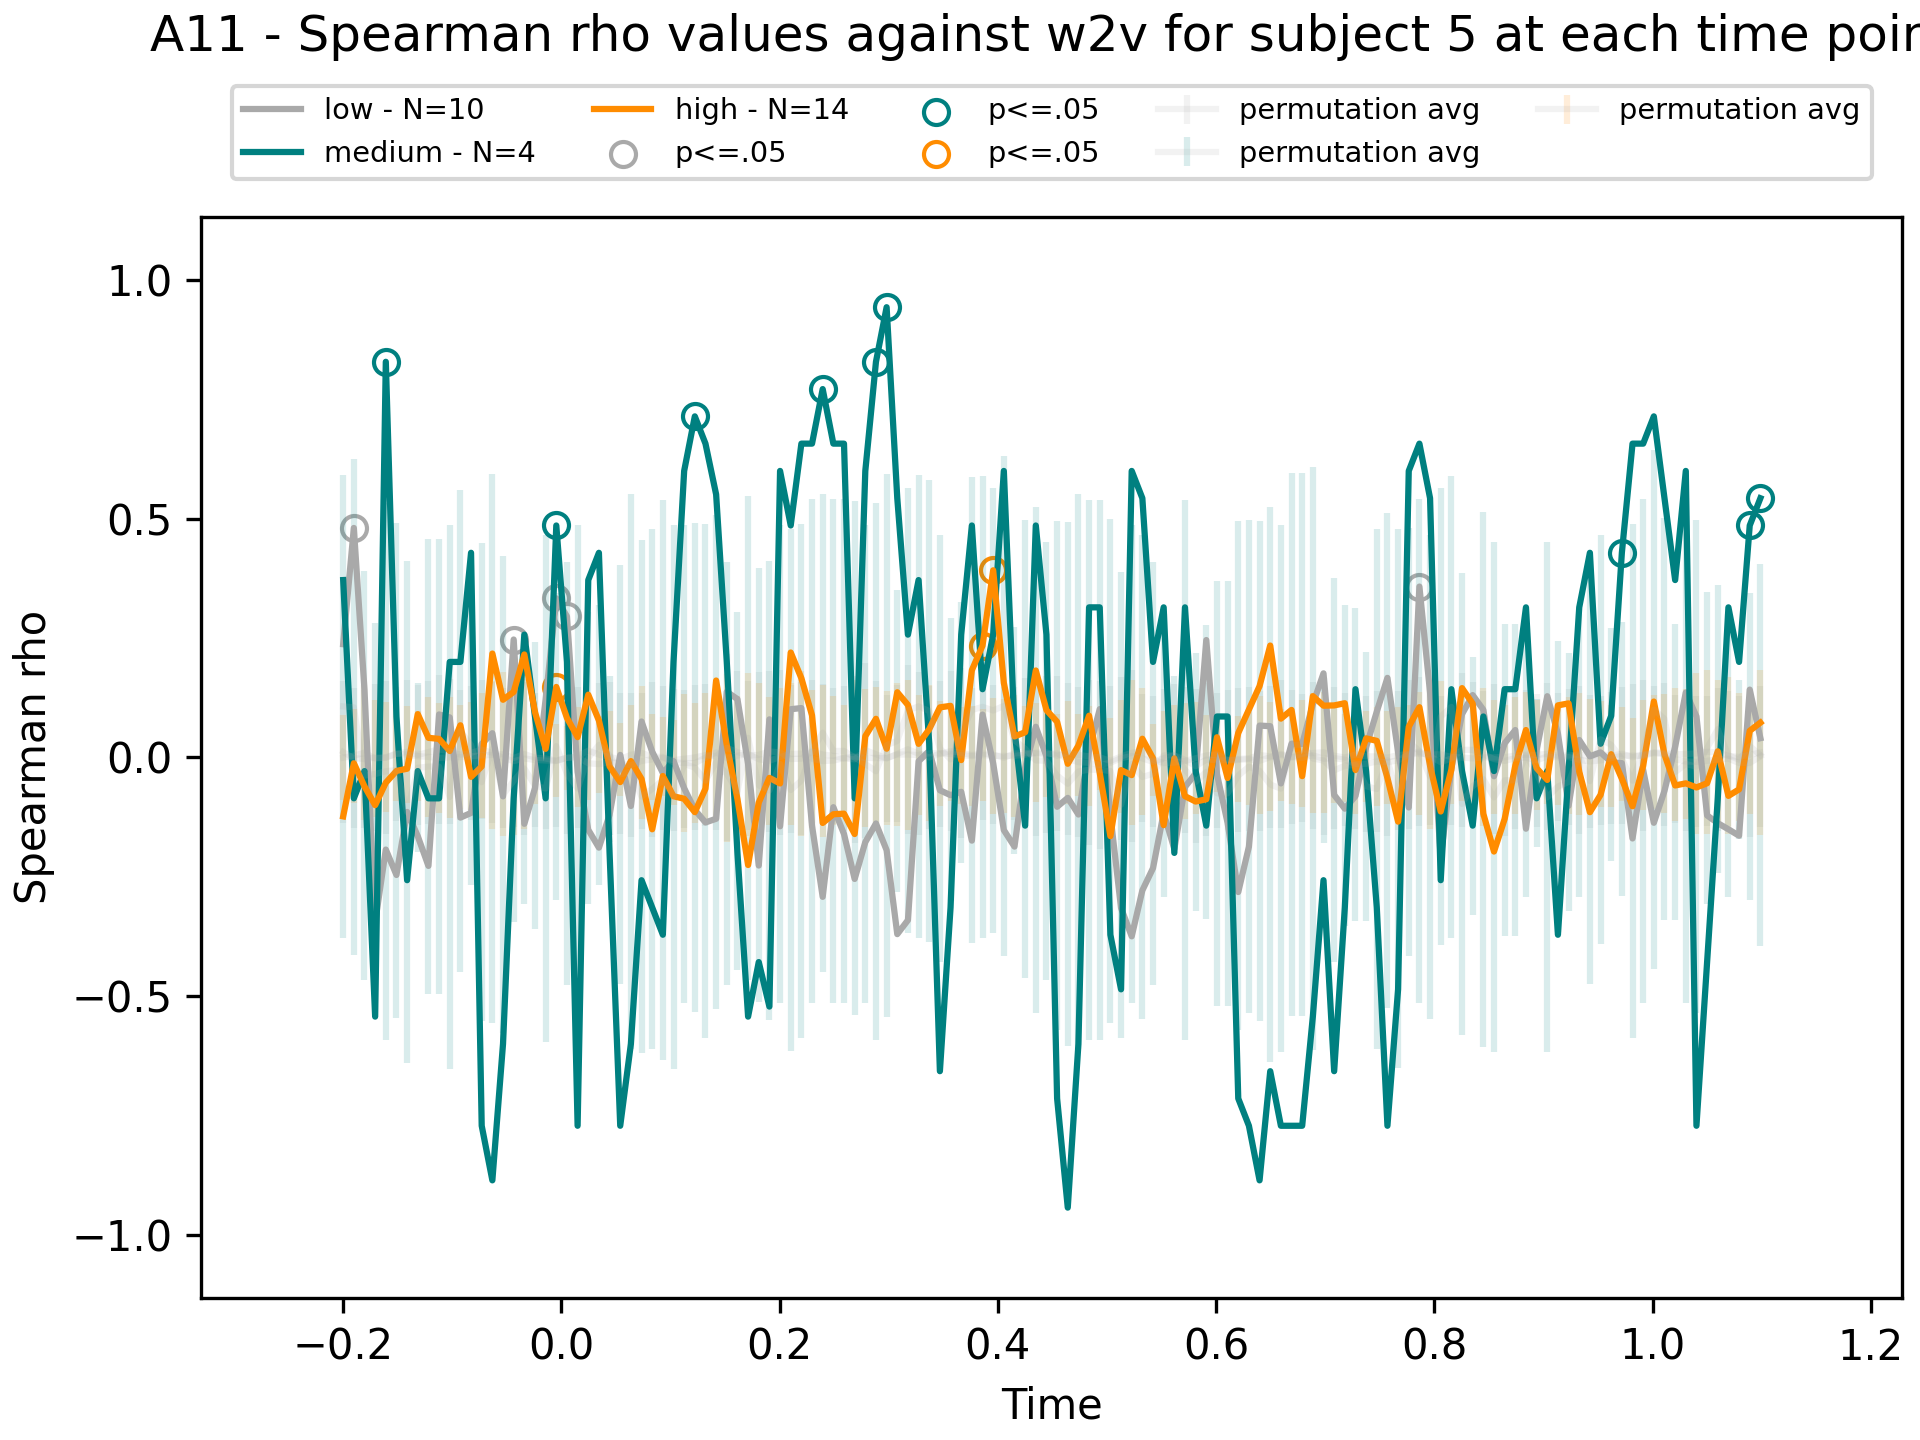 A11 - Spearman rho values against w2v for subject 5 at each time poin
low - N=10
medium - N=4
high - N=14
p<=.05
p<=.05
p<=.05
permutation avg
permutation avg
permutation avg
Spearman rho
1.0
0.5
0.0
−0.5
−1.0
−0.2 0.0 0.2 0.4 0.6 0.8 1.0 1.2
Time